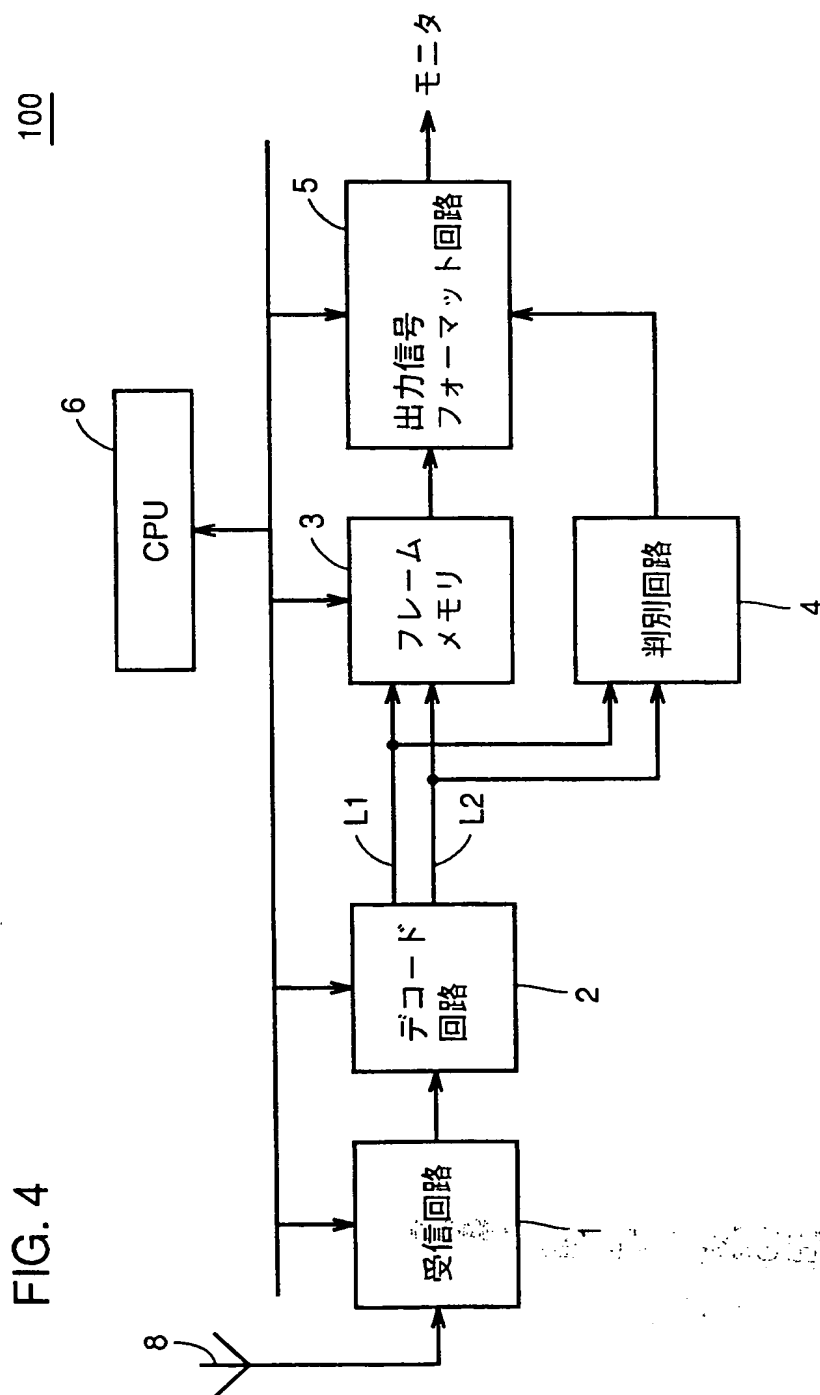 FIG. 4
100
6
CPU
8
受信回路
1
デコード
回路
2
L1
L2
フレーム
メモリ
3
判別回路
4
出力信号
フォーマット回路
5
モニタ